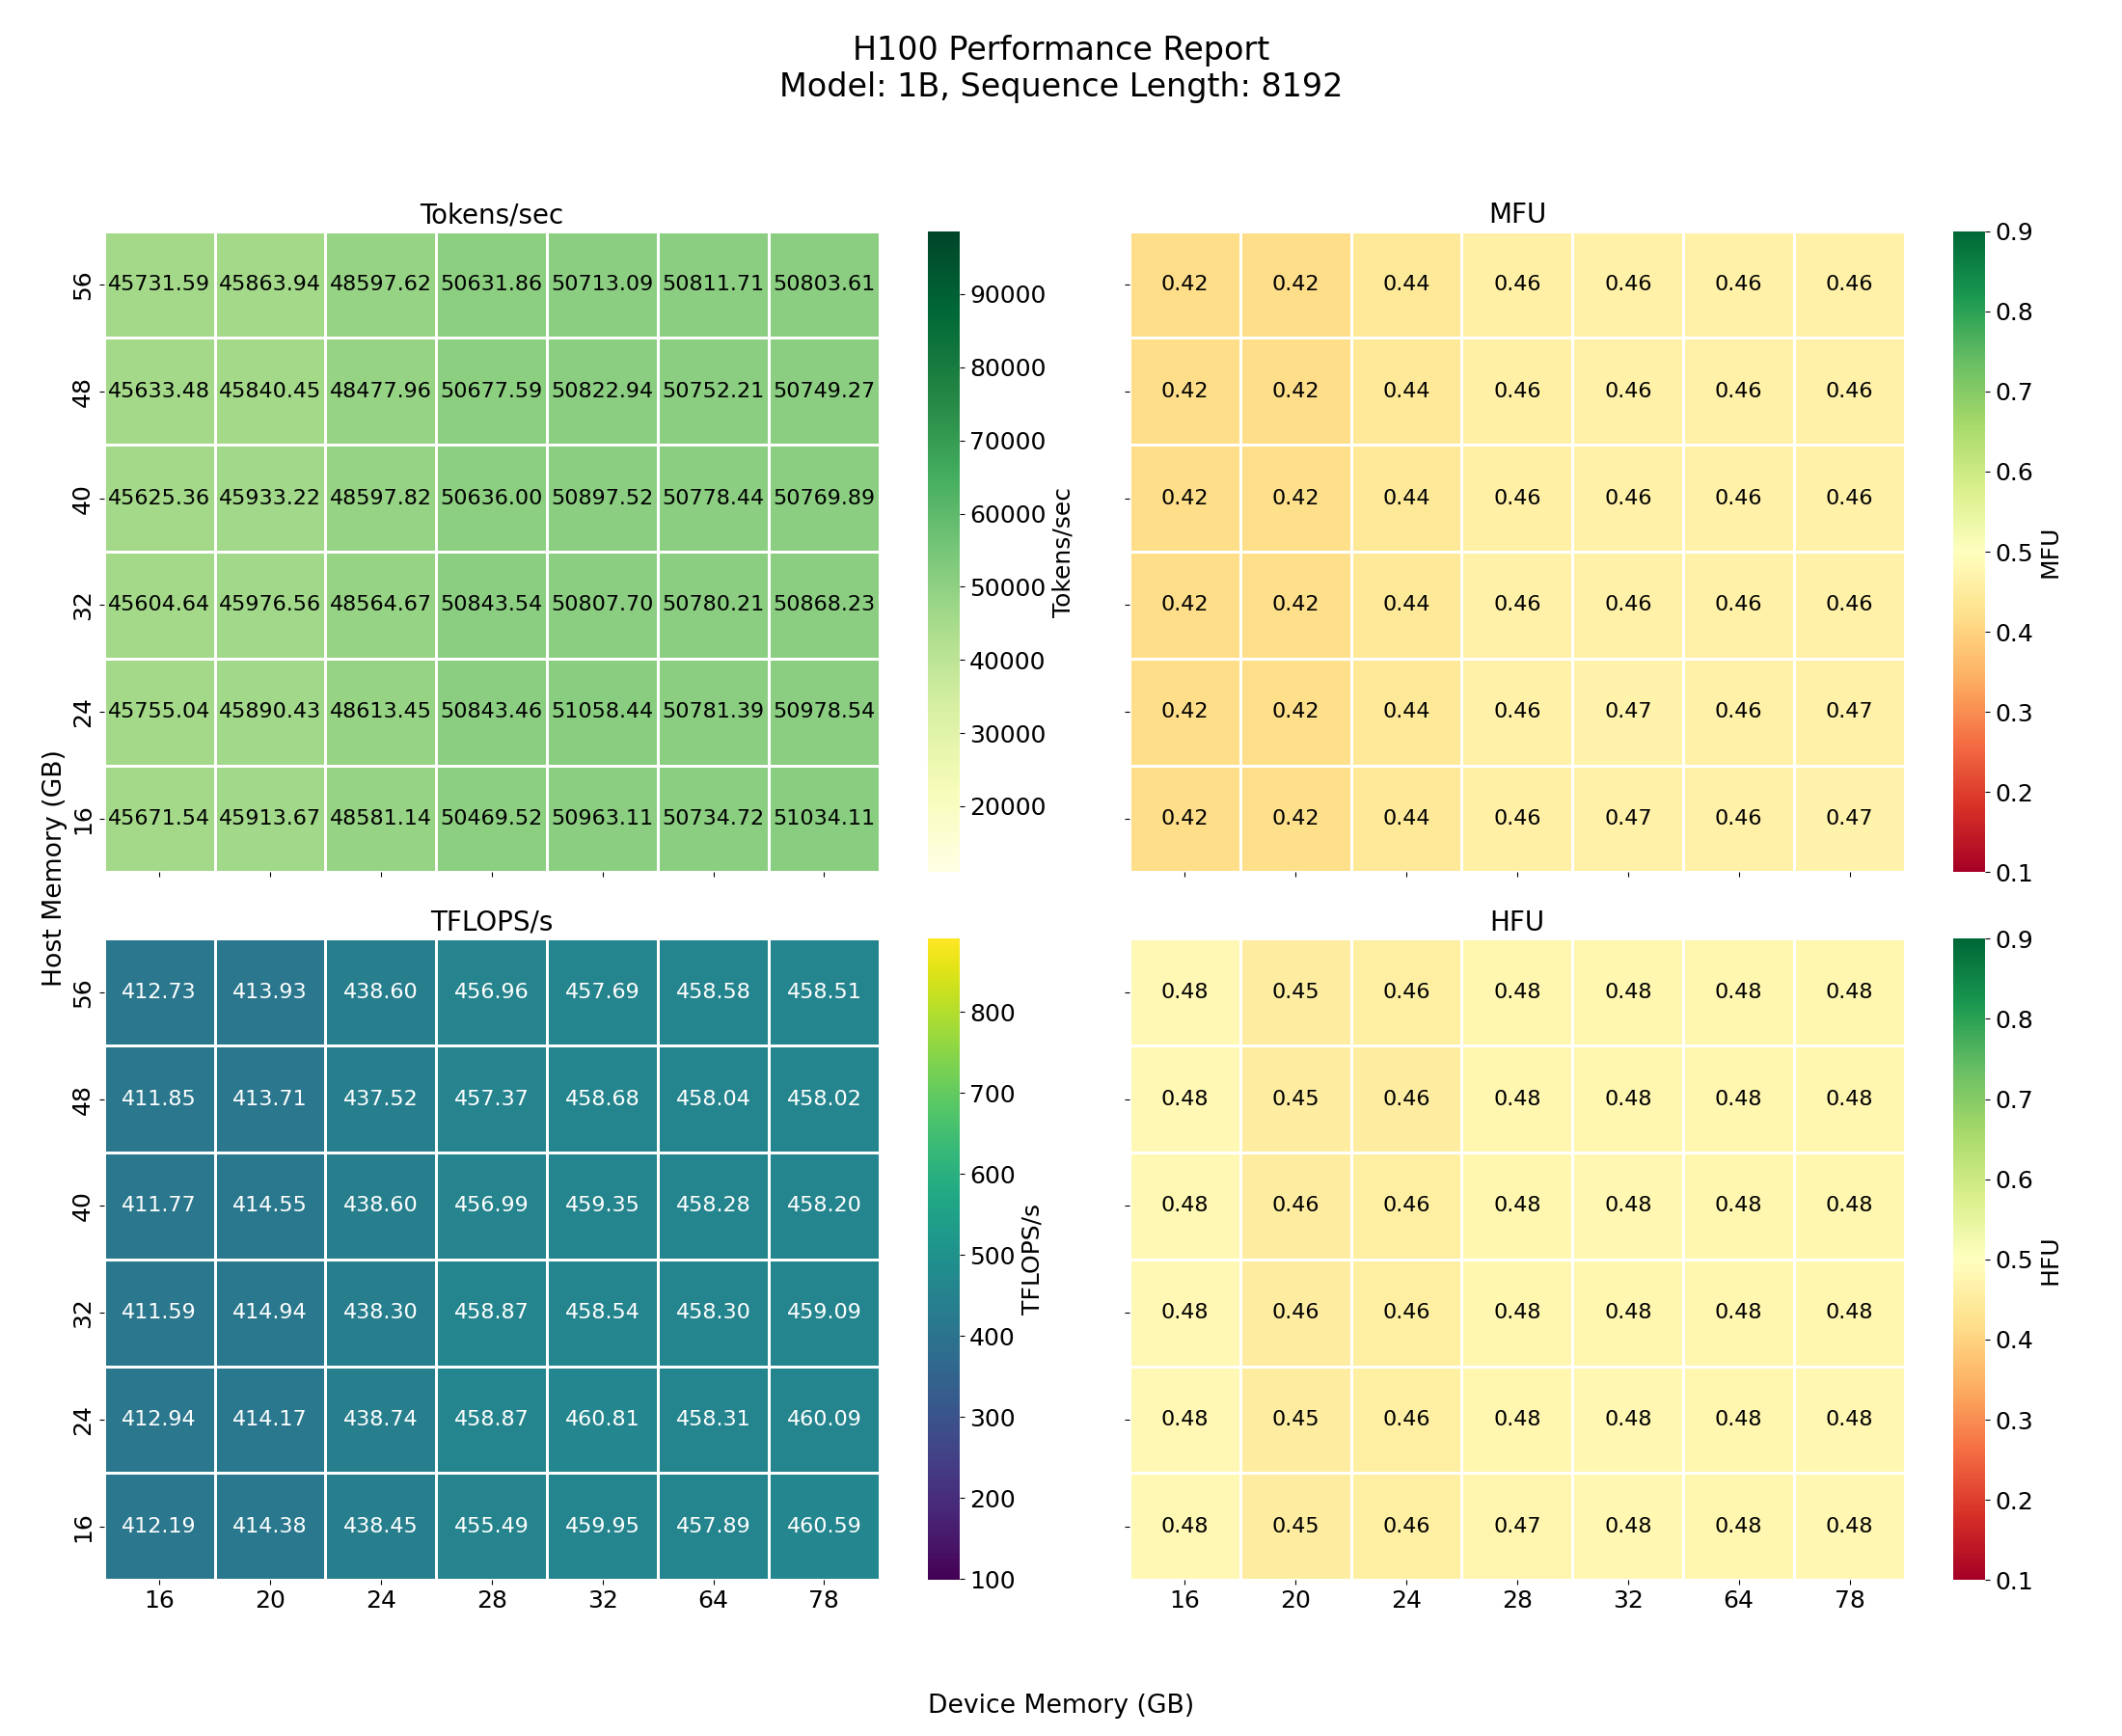 H100 Performance Report
Model: 1B, Sequence Length: 8192
Tokens/sec
56 45731.59 45863.94 48597.62 50631.86 50713.09 50811.71 50803.61
48 45633.48 45840.45 48477.96 50677.59 50822.94 50752.21 50749.27
40 45625.36 45933.22 48597.82 50636.00 50897.52 50778.44 50769.89
32 45604.64 45976.56 48564.67 50843.54 50807.70 50780.21 50868.23
24 45755.04 45890.43 48613.45 50843.46 51058.44 50781.39 50978.54
16 45671.54 45913.67 48581.14 50469.52 50963.11 50734.72 51034.11
90000
80000
70000
60000
50000
40000
30000
20000
Tokens/sec
MFU
0.42 0.42 0.44 0.46 0.46 0.46 0.46
0.42 0.42 0.44 0.46 0.46 0.46 0.46
0.42 0.42 0.44 0.46 0.46 0.46 0.46
0.42 0.42 0.44 0.46 0.46 0.46 0.46
0.42 0.42 0.44 0.46 0.47 0.46 0.47
0.42 0.42 0.44 0.46 0.47 0.46 0.47
0.9
0.8
0.7
0.6
0.5
0.4
0.3
0.2
0.1
MFU
Host Memory (GB)
TFLOPS/s
56 412.73 413.93 438.60 456.96 457.69 458.58 458.51
48 411.85 413.71 437.52 457.37 458.68 458.04 458.02
40 411.77 414.55 438.60 456.99 459.35 458.28 458.20
32 411.59 414.94 438.30 458.87 458.54 458.30 459.09
24 412.94 414.17 438.74 458.87 460.81 458.31 460.09
16 412.19 414.38 438.45 455.49 459.95 457.89 460.59
16 20 24 28 32 64 78
800
700
600
500
400
300
200
100
TFLOPS/s
HFU
0.48 0.45 0.46 0.48 0.48 0.48 0.48
0.48 0.45 0.46 0.48 0.48 0.48 0.48
0.48 0.46 0.46 0.48 0.48 0.48 0.48
0.48 0.46 0.46 0.48 0.48 0.48 0.48
0.48 0.45 0.46 0.48 0.48 0.48 0.48
0.48 0.45 0.46 0.47 0.48 0.48 0.48
16 20 24 28 32 64 78
0.9
0.8
0.7
0.6
0.5
0.4
0.3
0.2
0.1
HFU
Device Memory (GB)